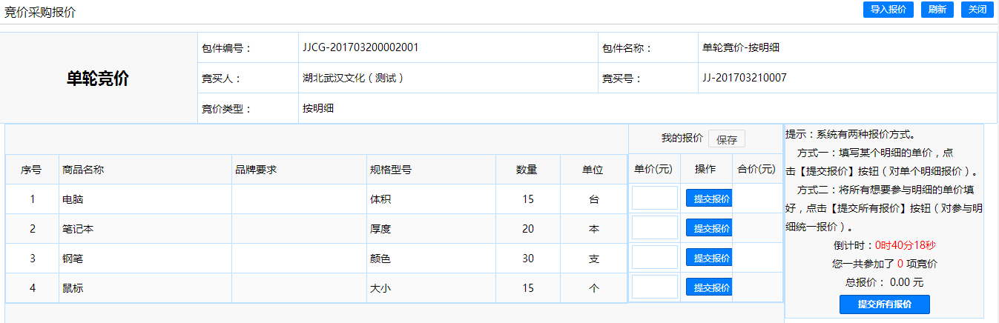 竞价采购报价 导入报价 刷新 关闭
单轮竞价
包件编号： JJCG-201703200002001 包件名称： 单轮竞价-按明细
竞买人： 湖北武汉文化（测试） 竞买号： JJ-201703210007
竞价类型： 按明细
我的报价 保存
序号 商品名称 品牌要求 规格型号 数量 单位 单价(元) 操作 合价(元)
1 电脑 体积 15 台 提交报价
2 笔记本 厚度 20 本 提交报价
3 钢笔 颜色 30 支 提交报价
4 鼠标 大小 15 个 提交报价
提示：系统有两种报价方式。
方式一：填写某个明细的单价，点
击【提交报价】按钮（对单个明细报价）。
方式二：将所有想要参与明细的单价填
好，点击【提交所有报价】按钮（对参与明
细统一报价）。
倒计时：0时40分18秒
您一共参加了 0 项竞价
总报价： 0.00 元
提交所有报价